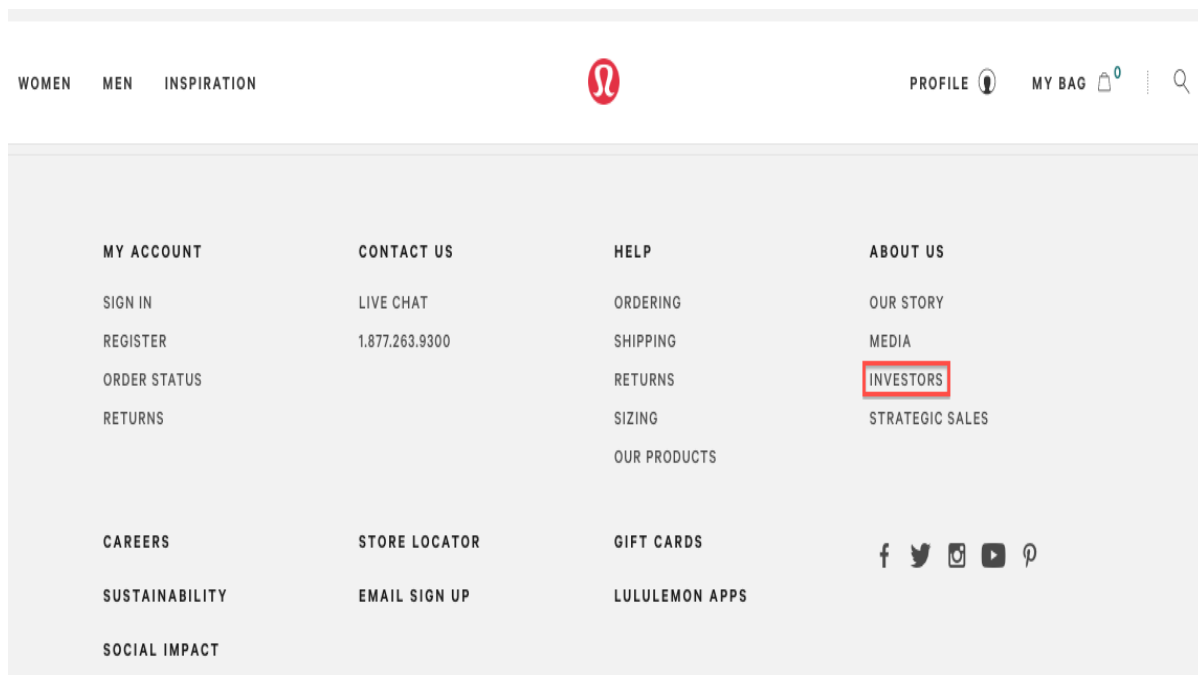 WOMEN MEN INSPIRATION PROFILE MY BAG 0
MY ACCOUNT
SIGN IN
REGISTER
ORDER STATUS
RETURNS
CONTACT US
LIVE CHAT
1.877.263.9300
HELP
ORDERING
SHIPPING
RETURNS
SIZING
OUR PRODUCTS
ABOUT US
OUR STORY
MEDIA
INVESTORS
STRATEGIC SALES
CAREERS
SUSTAINABILITY
SOCIAL IMPACT
STORE LOCATOR
EMAIL SIGN UP
GIFT CARDS
LULULEMON APPS